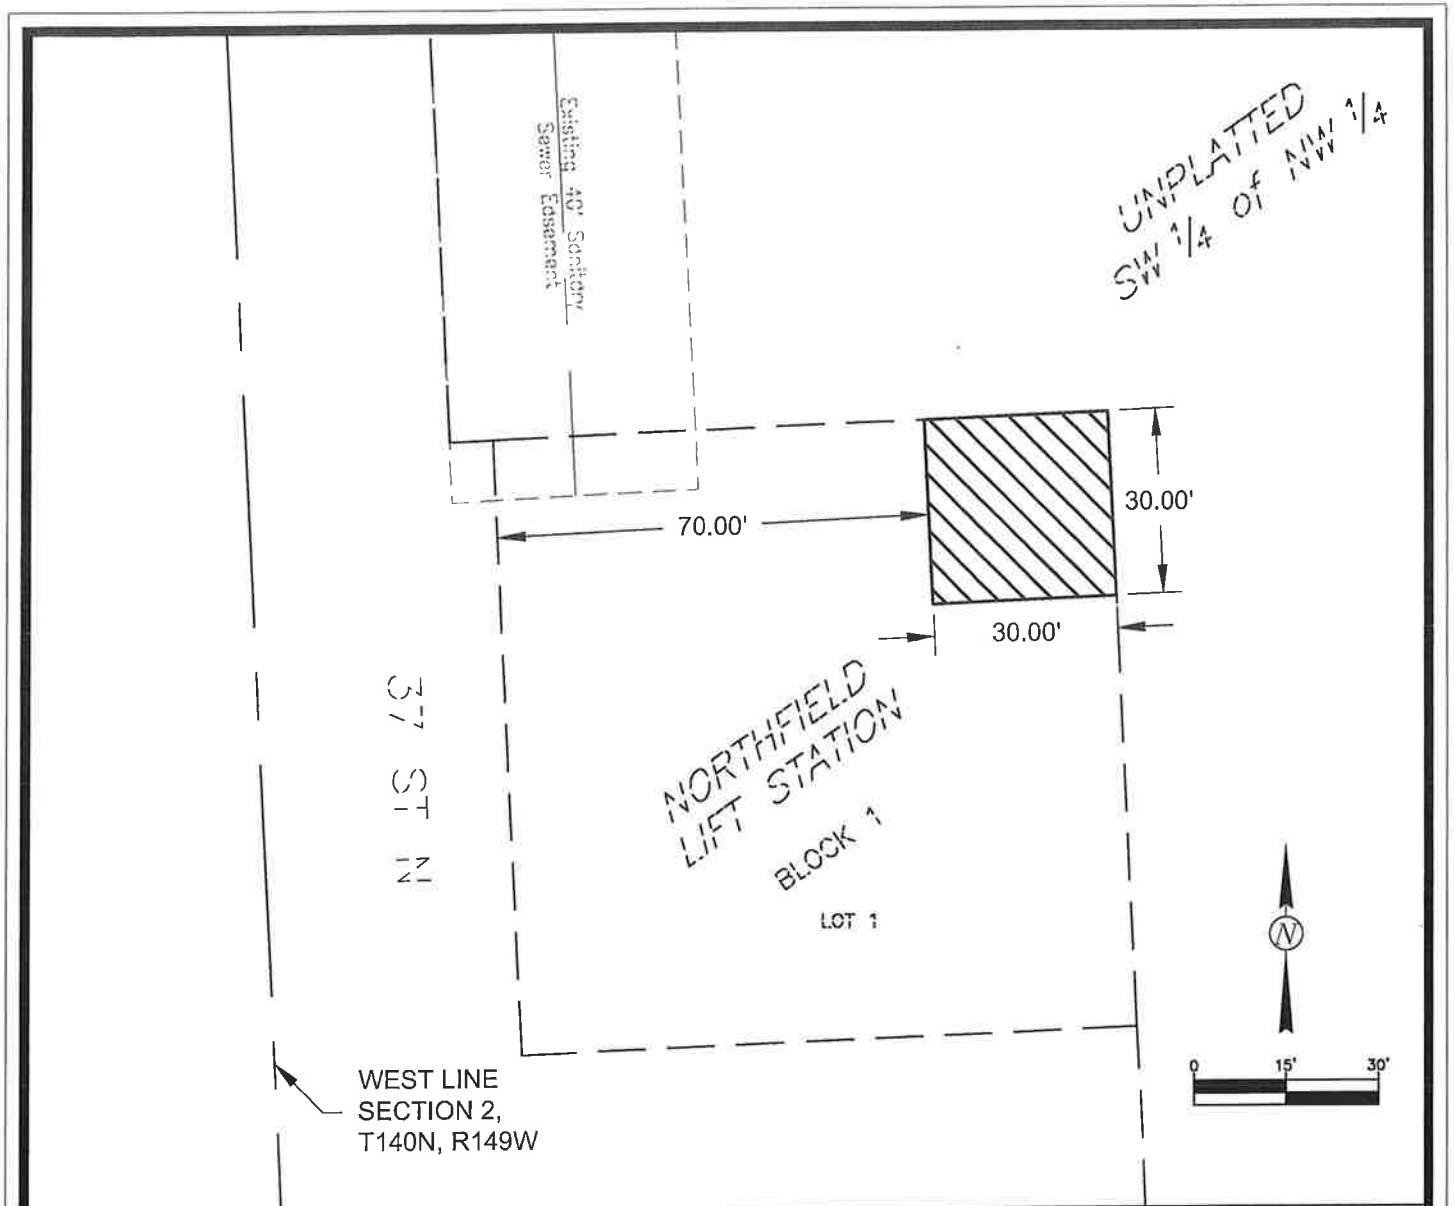 Existing 40' Sanitary
Sewer Easement
UNPLATTED
SW 1/4 of NW 1/4
70.00'
30.00'
30.00'
37 ST N
NORTHFIELD
LIFT STATION
BLOCK 1
LOT 1
N
0 15' 30'
WEST LINE
SECTION 2,
T140N, R149W